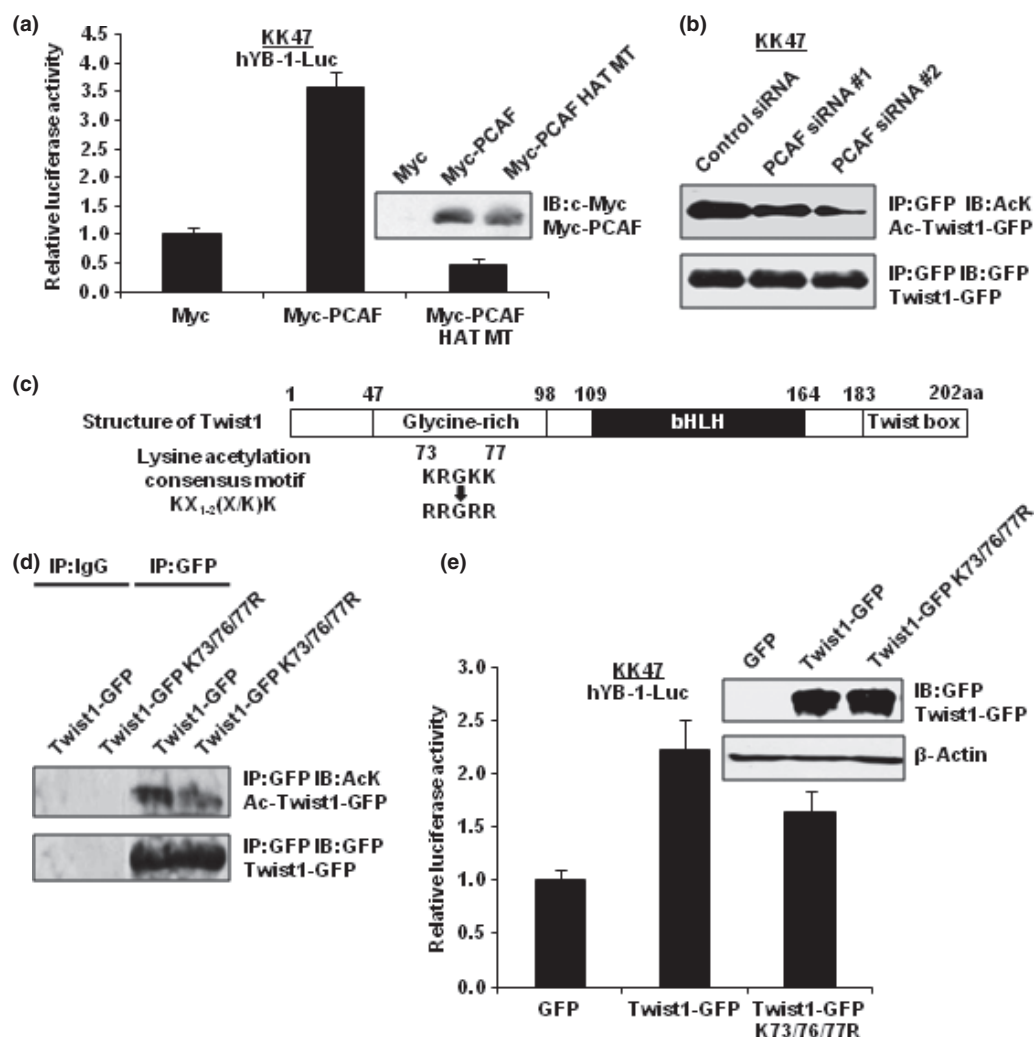 (a)
Relative luciferase activity
4.5
4.0
3.5
3.0
2.5
2.0
1.5
1.0
0.5
0.0
KK47
hYB-1-Luc
Myc
Myc-PCAF
Myc-PCAF
HAT MT
Myc
Myc-PCAF
Myc-PCAF HAT MT
IB:c-Myc
Myc-PCAF
(b)
KK47
Control siRNA
PCAF siRNA #1
PCAF siRNA #2
IP:GFP IB:AcK
Ac-Twist1-GFP
IP:GFP IB:GFP
Twist1-GFP
(c)
1 47 98 109 164 183 202aa
Structure of Twist1 Glycine-rich bHLH Twist box
Lysine acetylation
consensus motif
KX1-2(X/K)K
73 77
KRGKK
RRGRR
(d)
IP:IgG IP:GFP
Twist1-GFP
Twist1-GFP K73/76/77R
Twist1-GFP
Twist1-GFP K73/76/77R
IP:GFP IB:AcK
Ac-Twist1-GFP
IP:GFP IB:GFP
Twist1-GFP
(e)
Relative luciferase activity
3.0
2.5
2.0
1.5
1.0
0.5
0.0
KK47
hYB-1-Luc
GFP
Twist1-GFP
Twist1-GFP
K73/76/77R
GFP
Twist1-GFP
Twist1-GFP K73/76/77R
IB:GFP
Twist1-GFP
β-Actin